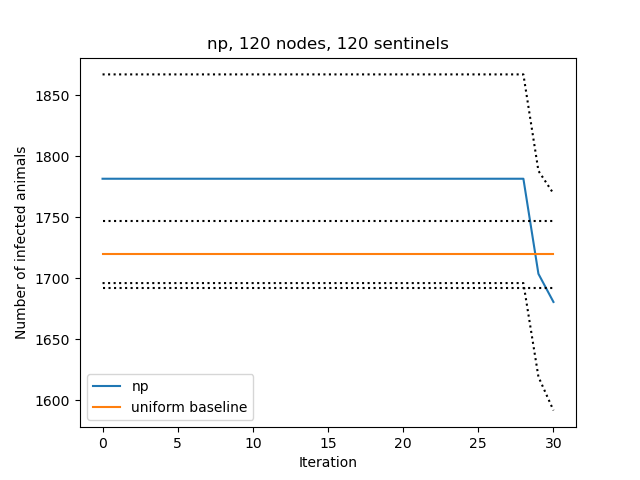 np, 120 nodes, 120 sentinels
Number of infected animals
1850
1800
1750
1700
1650
1600
np
uniform baseline
0 5 10 15 20 25 30
Iteration